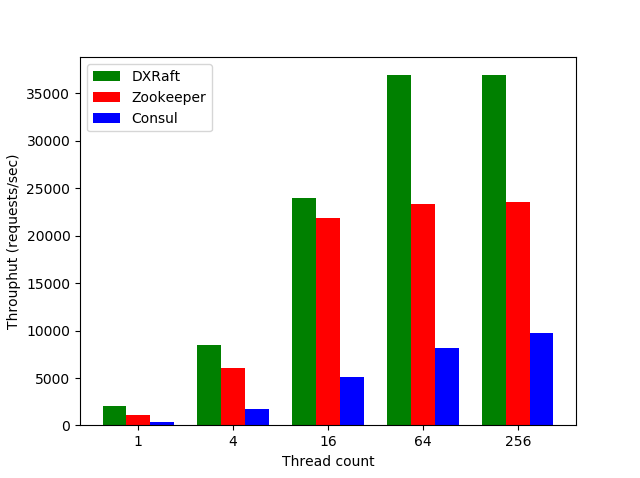 DXRaft
Zookeeper
Consul
Throuphut (requests/sec)
35000
30000
25000
20000
15000
10000
5000
0
1 4 16 64 256
Thread count